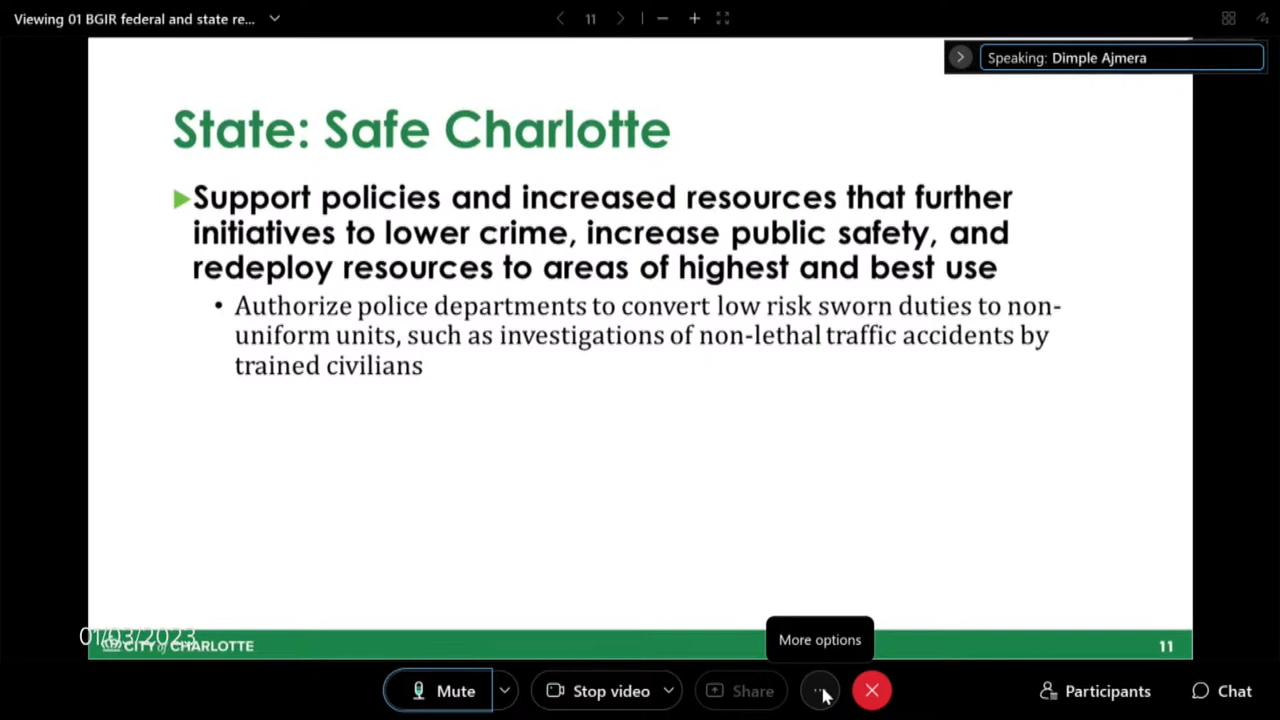 Viewing 01 BGIR federal and state re...
11
Speaking: Dimple Ajmera
State: Safe Charlotte
Support policies and increased resources that further
initiatives to lower crime, increase public safety, and
redeploy resources to areas of highest and best use
• Authorize police departments to convert low risk sworn duties to non-
uniform units, such as investigations of non-lethal traffic accidents by
trained civilians
01/03/2023
CITY of CHARLOTTE
11
More options
Mute
Stop video
Share
Participants
Chat